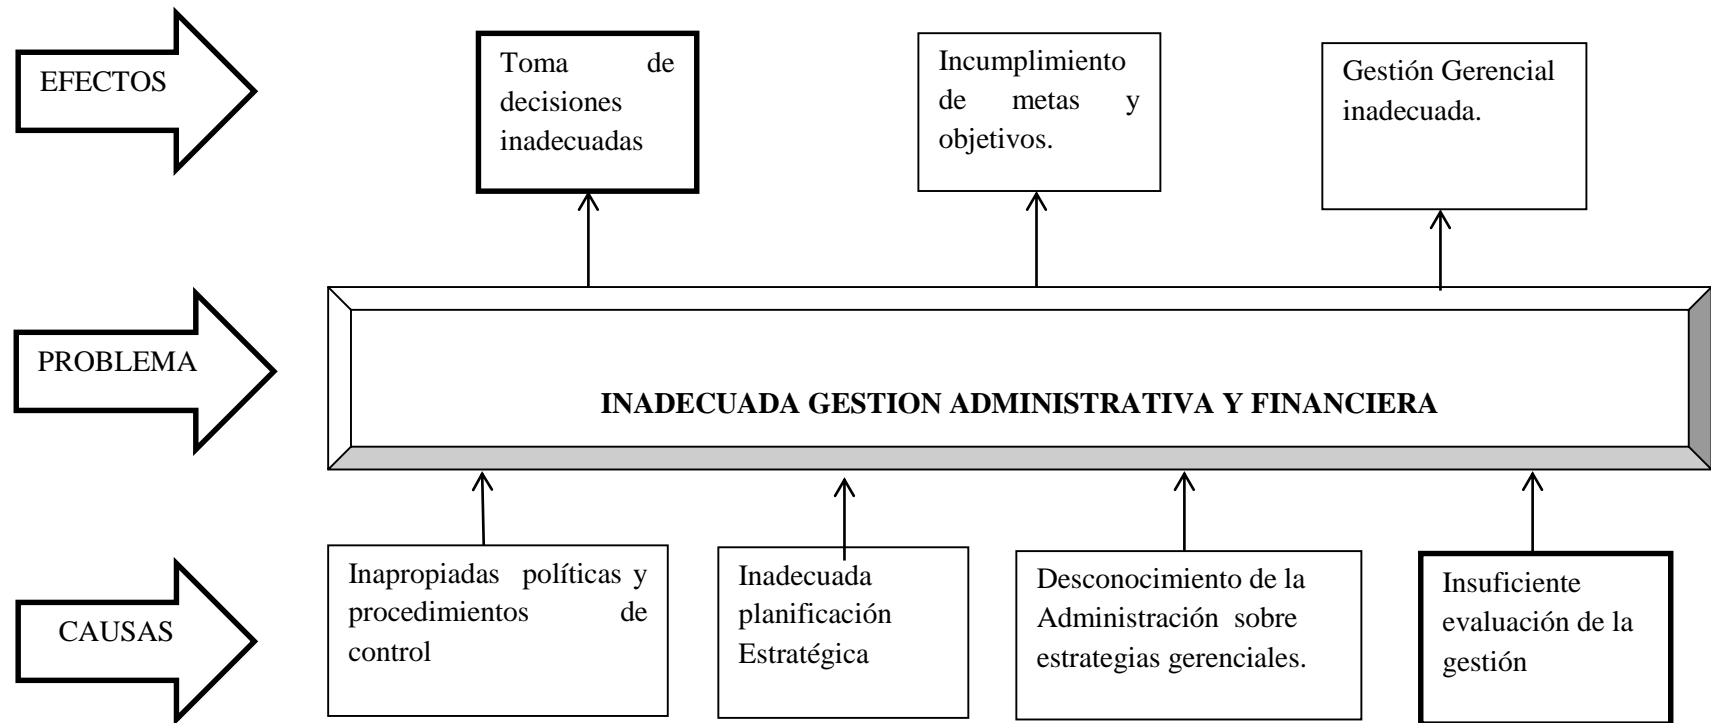 EFECTOS
Toma de
decisiones
inadecuadas
Incumplimiento
de metas y
objetivos.
Gestión Gerencial
inadecuada.
PROBLEMA
INADECUADA GESTION ADMINISTRATIVA Y FINANCIERA
CAUSAS
Inapropiadas políticas y
procedimientos de
control
Inadecuada
planificación
Estratégica
Desconocimiento de la
Administración sobre
estrategias gerenciales.
Insuficiente
evaluación de la
gestión